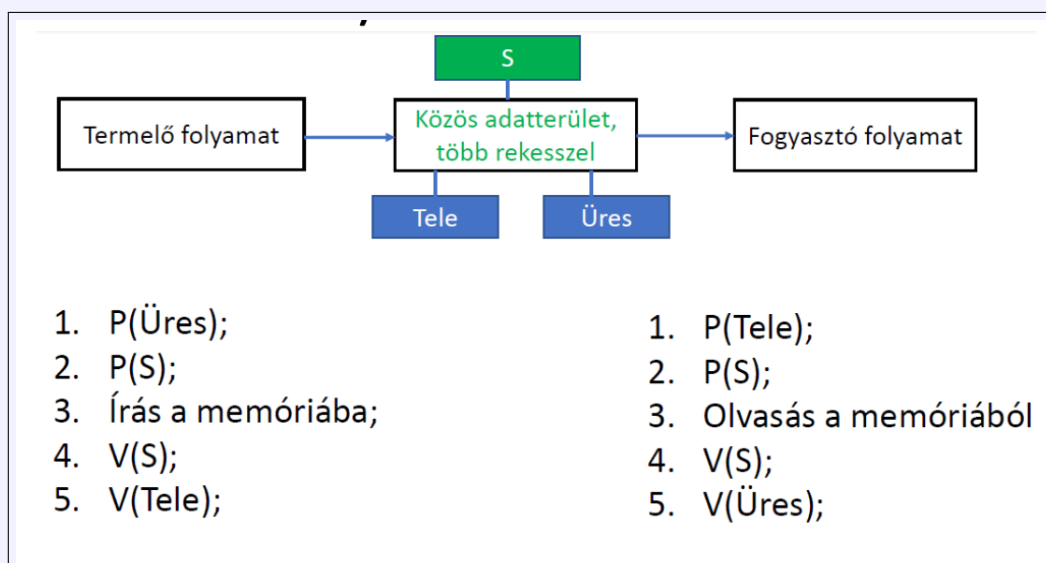 S
Termelő folyamat
Közös adatterület,
több rekesszel
Fogyasztó folyamat
Tele
Üres
1. P(Üres);
2. P(S);
3. Írás a memóriába;
4. V(S);
5. V(Tele);
1. P(Tele);
2. P(S);
3. Olvasás a memóriából
4. V(S);
5. V(Üres);